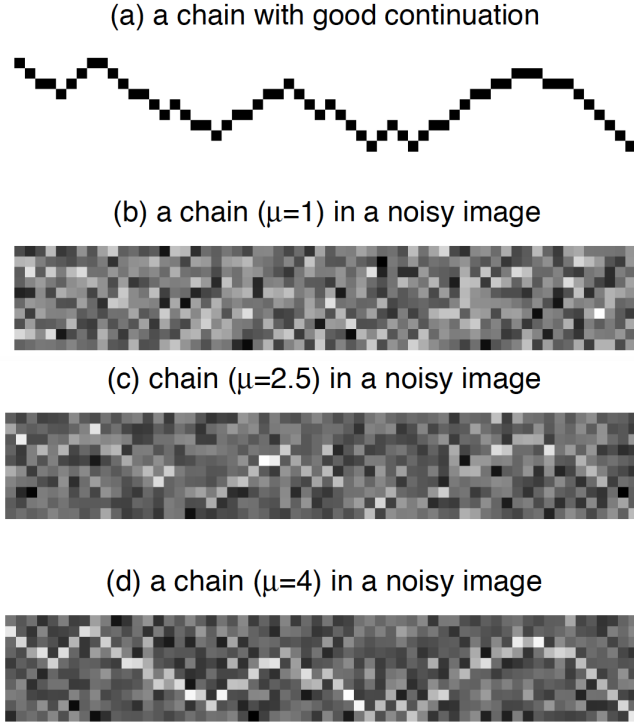 (a) a chain with good continuation
(b) a chain (μ=1) in a noisy image
(c) chain (μ=2.5) in a noisy image
(d) a chain (μ=4) in a noisy image